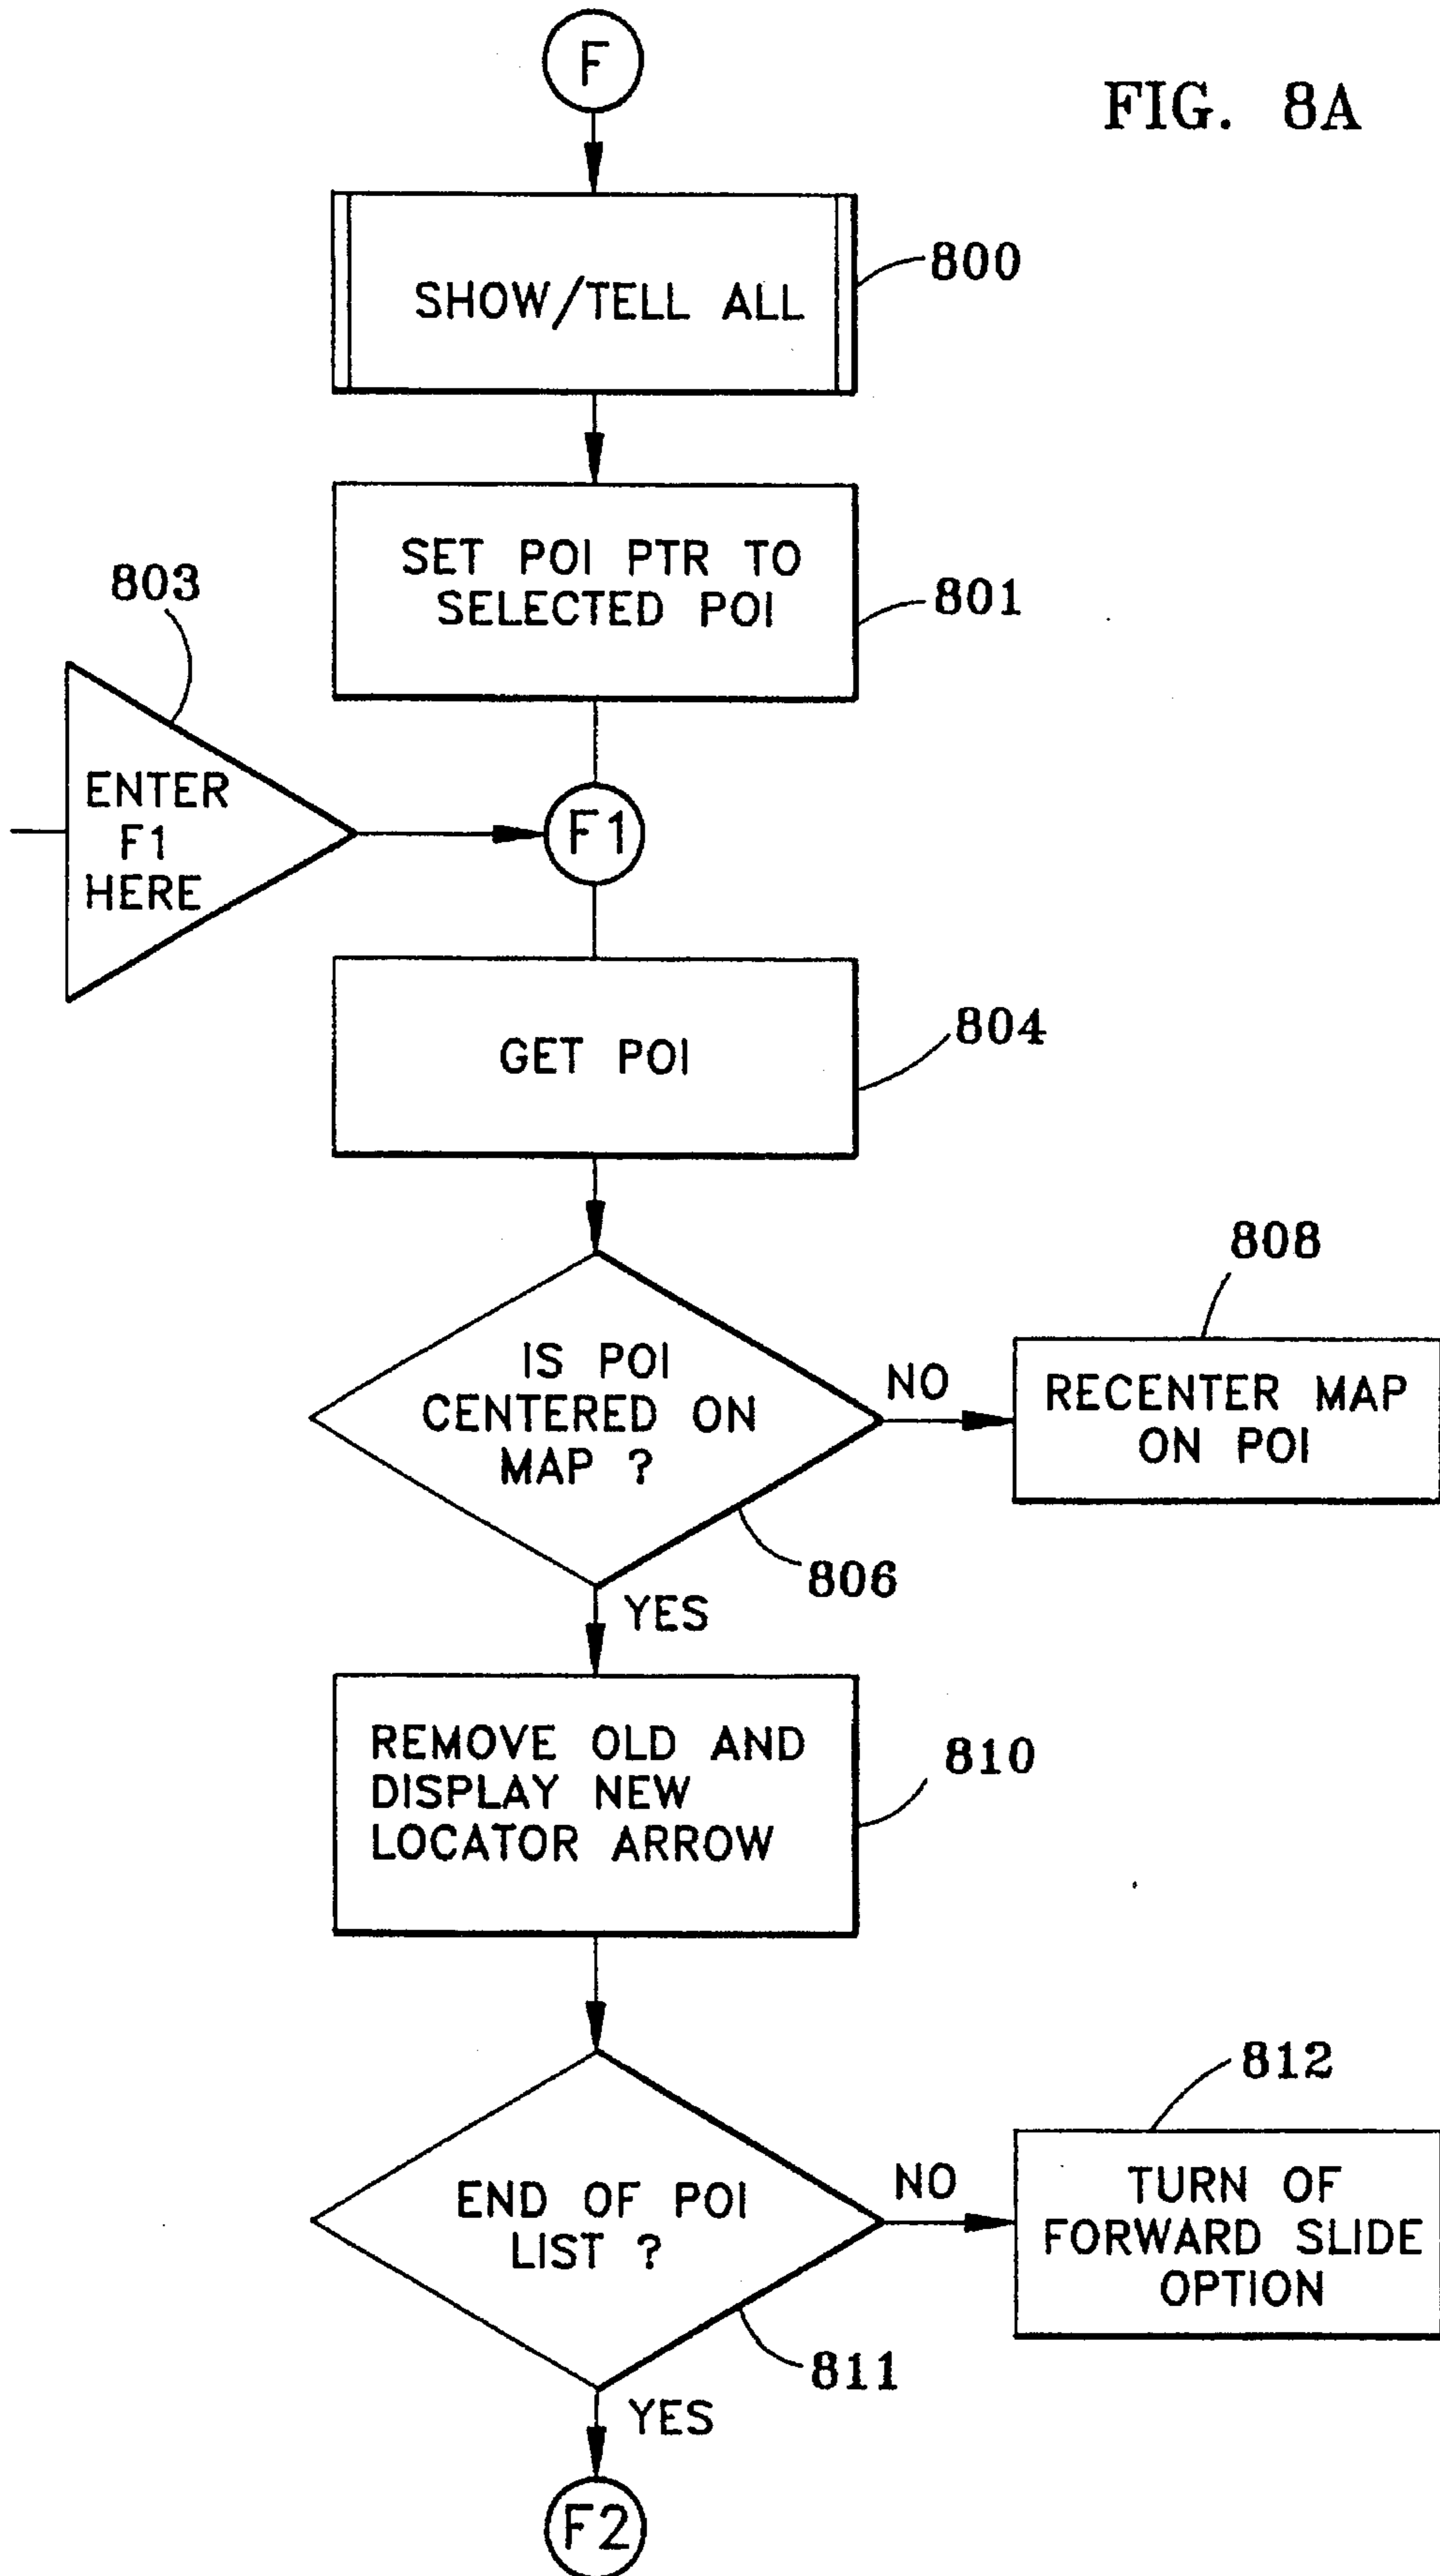 F
FIG. 8A
SHOW/TELL ALL
800
SET POI PTR TO
SELECTED POI
801
803
ENTER
F1
HERE
F1
GET POI
804
IS POI
CENTERED ON
MAP ?
806
NO
808
RECENTER MAP
ON POI
YES
REMOVE OLD AND
DISPLAY NEW
LOCATOR ARROW
810
END OF POI
LIST ?
811
NO
812
TURN OF
FORWARD SLIDE
OPTION
YES
F2